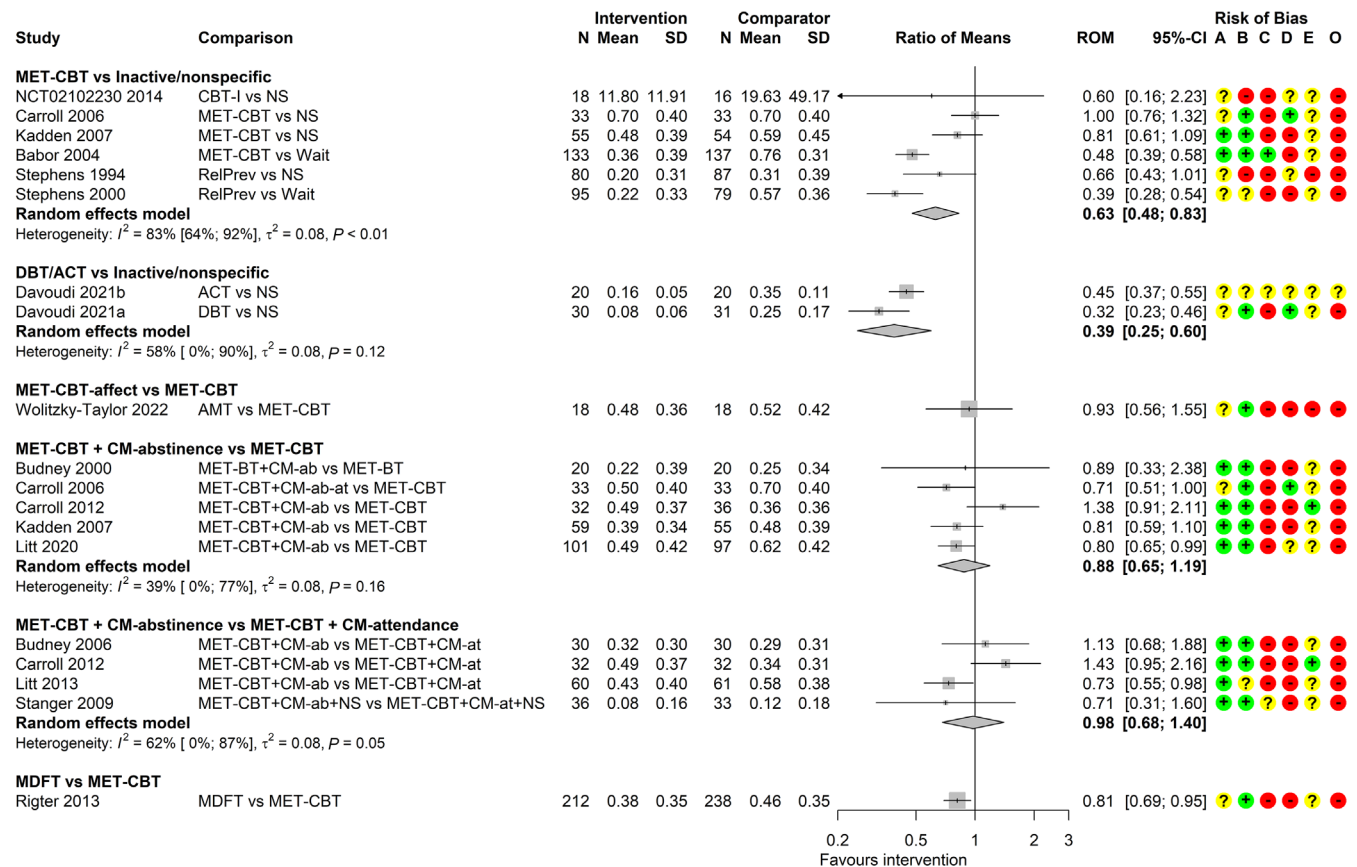 Intervention Comparator Risk of Bias
Study Comparison N Mean SD N Mean SD Ratio of Means ROM 95%-CI A B C D E O
MET-CBT vs Inactive/nonspecific
NCT02102230 2014 CBT-I vs NS 18 11.80 11.91 16 19.63 49.17 0.60 [0.16; 2.23] ? - - ? ? -
Carroll 2006 MET-CBT vs NS 33 0.70 0.40 33 0.70 0.40 1.00 [0.76; 1.32] ? + - + ? -
Kadden 2007 MET-CBT vs NS 55 0.48 0.39 54 0.59 0.45 0.81 [0.61; 1.09] + + - - ? -
Babor 2004 MET-CBT vs Wait 133 0.36 0.39 137 0.76 0.31 0.48 [0.39; 0.58] + + + - ? -
Stephens 1994 RelPrev vs NS 80 0.20 0.31 87 0.31 0.39 0.66 [0.43; 1.01] ? - - ? - -
Stephens 2000 RelPrev vs Wait 95 0.22 0.33 79 0.57 0.36 0.39 [0.28; 0.54] ? ? - - ? -
Random effects model 0.63 [0.48; 0.83]
Heterogeneity: I² = 83% [64%; 92%], τ² = 0.08, P < 0.01
DBT/ACT vs Inactive/nonspecific
Davoudi 2021b ACT vs NS 20 0.16 0.05 20 0.35 0.11 0.45 [0.37; 0.55] ? ? ? ? ? ?
Davoudi 2021a DBT vs NS 30 0.08 0.06 31 0.25 0.17 0.32 [0.23; 0.46] ? + - + ? -
Random effects model 0.39 [0.25; 0.60]
Heterogeneity: I² = 58% [ 0%; 90%], τ² = 0.08, P = 0.12
MET-CBT-affect vs MET-CBT
Wolitzky-Taylor 2022 AMT vs MET-CBT 18 0.48 0.36 18 0.52 0.42 0.93 [0.56; 1.55] ? + - - - -
MET-CBT + CM-abstinence vs MET-CBT
Budney 2000 MET-BT+CM-ab vs MET-BT 20 0.22 0.39 20 0.25 0.34 0.89 [0.33; 2.38] + + - - ? -
Carroll 2006 MET-CBT+CM-ab-at vs MET-CBT 33 0.50 0.40 33 0.70 0.40 0.71 [0.51; 1.00] ? + - + ? -
Carroll 2012 MET-CBT+CM-ab vs MET-CBT 32 0.49 0.37 36 0.36 0.36 1.38 [0.91; 2.11] + + - - + -
Kadden 2007 MET-CBT+CM-ab vs MET-CBT 59 0.39 0.34 55 0.48 0.39 0.81 [0.59; 1.10] + + - - ? -
Litt 2020 MET-CBT+CM-ab vs MET-CBT 101 0.49 0.42 97 0.62 0.42 0.80 [0.65; 0.99] + + - ? ? -
Random effects model 0.88 [0.65; 1.19]
Heterogeneity: I² = 39% [ 0%; 77%], τ² = 0.08, P = 0.16
MET-CBT + CM-abstinence vs MET-CBT + CM-attendance
Budney 2006 MET-CBT+CM-ab vs MET-CBT+CM-at 30 0.32 0.30 30 0.29 0.31 1.13 [0.68; 1.88] + + - - ? -
Carroll 2012 MET-CBT+CM-ab vs MET-CBT+CM-at 32 0.49 0.37 32 0.34 0.31 1.43 [0.95; 2.16] + + - - + -
Litt 2013 MET-CBT+CM-ab vs MET-CBT+CM-at 60 0.43 0.40 61 0.58 0.38 0.73 [0.55; 0.98] + ? - - ? -
Stanger 2009 MET-CBT+CM-ab+NS vs MET-CBT+CM-at+NS 36 0.08 0.16 33 0.12 0.18 0.71 [0.31; 1.60] + + ? - ? -
Random effects model 0.98 [0.68; 1.40]
Heterogeneity: I² = 62% [ 0%; 87%], τ² = 0.08, P = 0.05
MDFT vs MET-CBT
Rigter 2013 MDFT vs MET-CBT 212 0.38 0.35 238 0.46 0.35 0.81 [0.69; 0.95] ? + - - ? -
0.2 0.5 1 2 3
Favours intervention